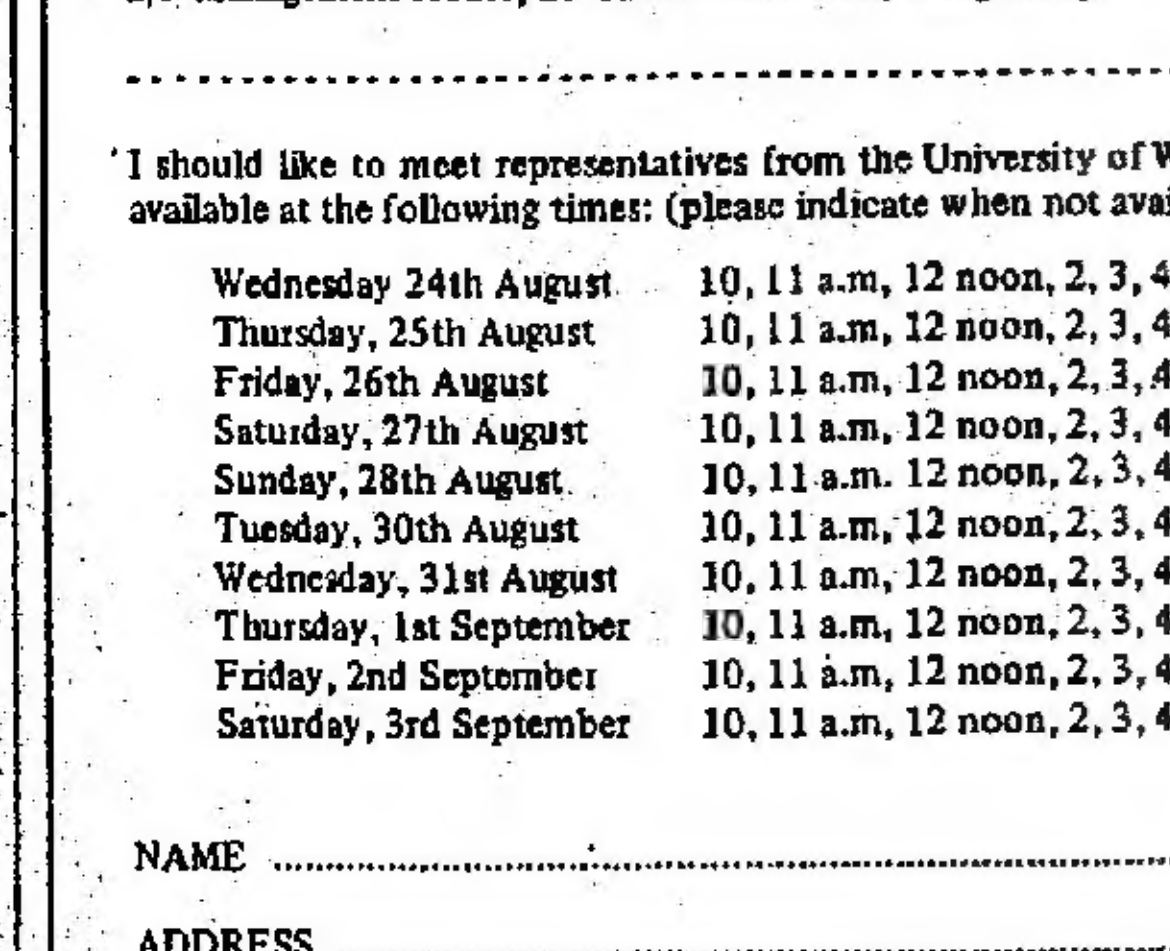 I should like to meet representatives from the University of W
available at the following times: (please indicate when not avai
Wednesday 24th August 10, 11 a.m, 12 noon, 2, 3, 4
Thursday, 25th August 10, 11 a.m, 12 noon, 2, 3, 4
Friday, 26th August 10, 11 a.m, 12 noon, 2, 3, 4
Saturday, 27th August 10, 11 a.m, 12 noon, 2, 3, 4
Sunday, 28th August 10, 11 a.m. 12 noon, 2, 3, 4
Tuesday, 30th August 10, 11 a.m, 12 noon, 2, 3, 4
Wednesday, 31st August 10, 11 a.m, 12 noon, 2, 3, 4
Thursday, 1st September 10, 11 a.m, 12 noon, 2, 3, 4
Friday, 2nd September 10, 11 a.m, 12 noon, 2, 3, 4
Saturday, 3rd September 10, 11 a.m, 12 noon, 2, 3, 4
NAME
ADDRESS